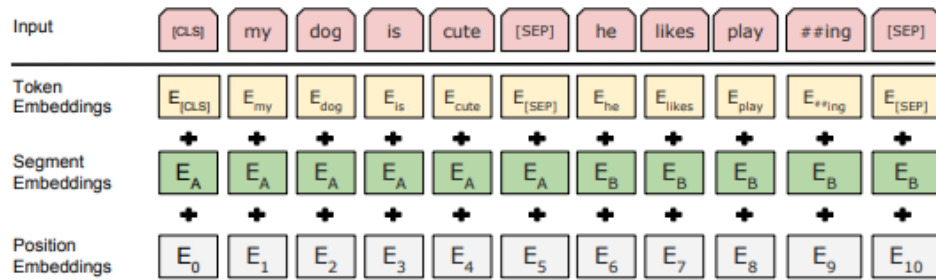 Input [CLS] my dog is cute [SEP] he likes play ##ing [SEP]
Token
Embeddings E[CLS] Emy Edog Eis Ecute E[SEP] Ehe Elikes Eplay E##ing E[SEP]
Segment
Embeddings EA EA EA EA EA EA EB EB EB EB EB
Position
Embeddings E0 E1 E2 E3 E4 E5 E6 E7 E8 E9 E10